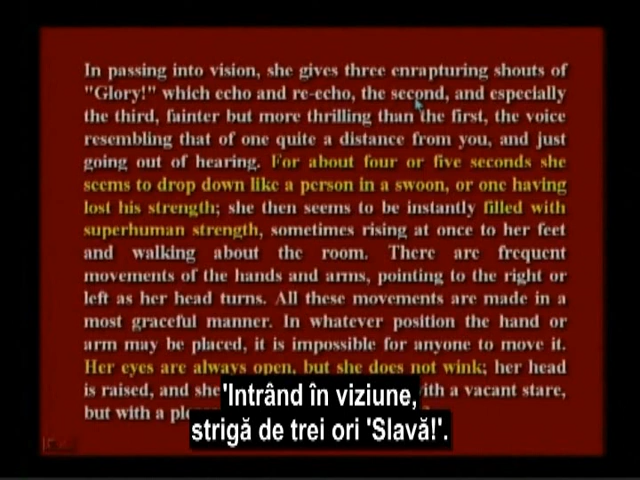 In passing into vision, she gives three enrapturing shouts of
"Glory!" which echo and re-echo, the second, and especially
the third, fainter but more thrilling than the first, the voice
resembling that of one quite a distance from you, and just
going out of hearing. For about four or five seconds she
seems to drop down like a person in a swoon, or one having
lost his strength; she then seems to be instantly filled with
superhuman strength, sometimes rising at once to her feet
and walking about the room. There are frequent
movements of the hands and arms, pointing to the right or
left as her head turns. All these movements are made in a
most graceful manner. In whatever position the hand or
arm may be placed, it is impossible for anyone to move it.
Her eyes are always open, but she does not wink; her head
is raised, and she with a vacant stare,
but with a
'Intrând în viziune,
strigă de trei ori 'Slavă!'.